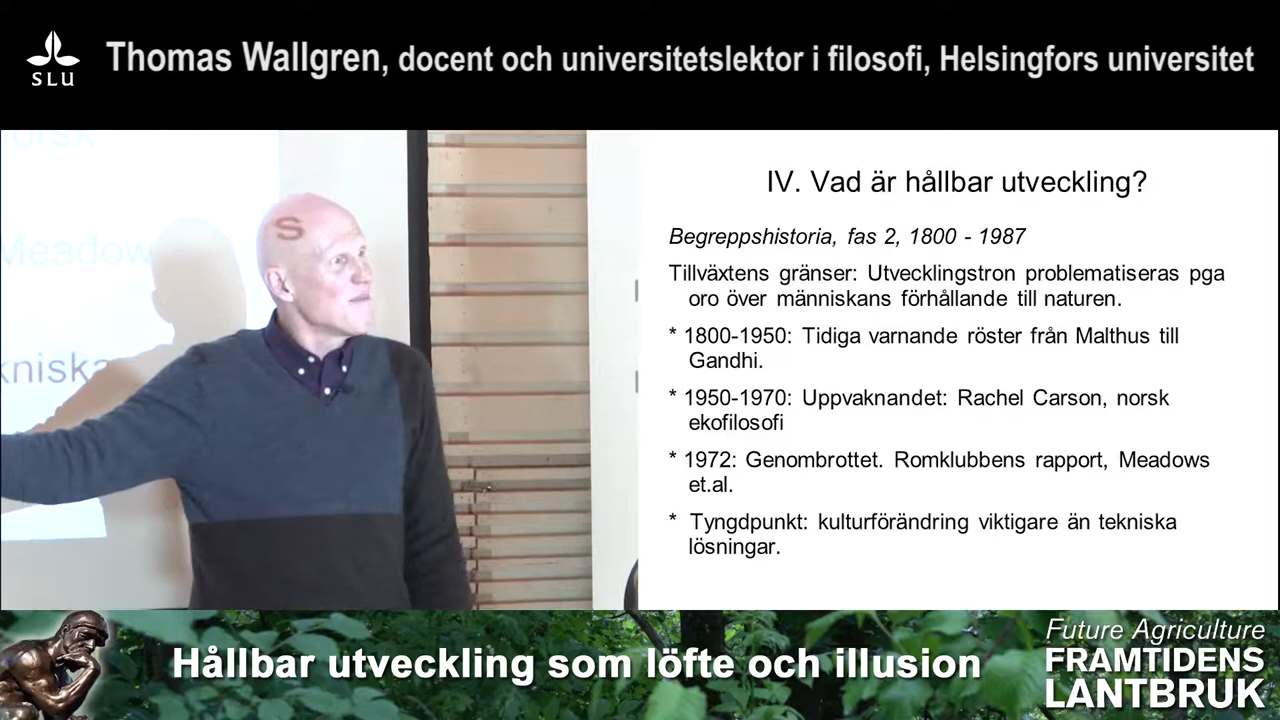 SLU
Thomas Wallgren, docent och universitetslektor i filosofi, Helsingfors universitet
orsk
Meadow
kniska
s
IV. Vad är hållbar utveckling?
Begreppshistoria, fas 2, 1800 - 1987
Tillväxtens gränser: Utvecklingstron problematiseras pga
oro över människans förhållande till naturen.
* 1800-1950: Tidiga varnande röster från Malthus till
Gandhi.
* 1950-1970: Uppvaknandet: Rachel Carson, norsk
ekofilosofi
* 1972: Genombrottet. Romklubbens rapport, Meadows
et.al.
* Tyngdpunkt: kulturförändring viktigare än tekniska
lösningar.
Hållbar utveckling som löfte och illusion
Future Agriculture
FRAMTIDENS
LANTBRUK